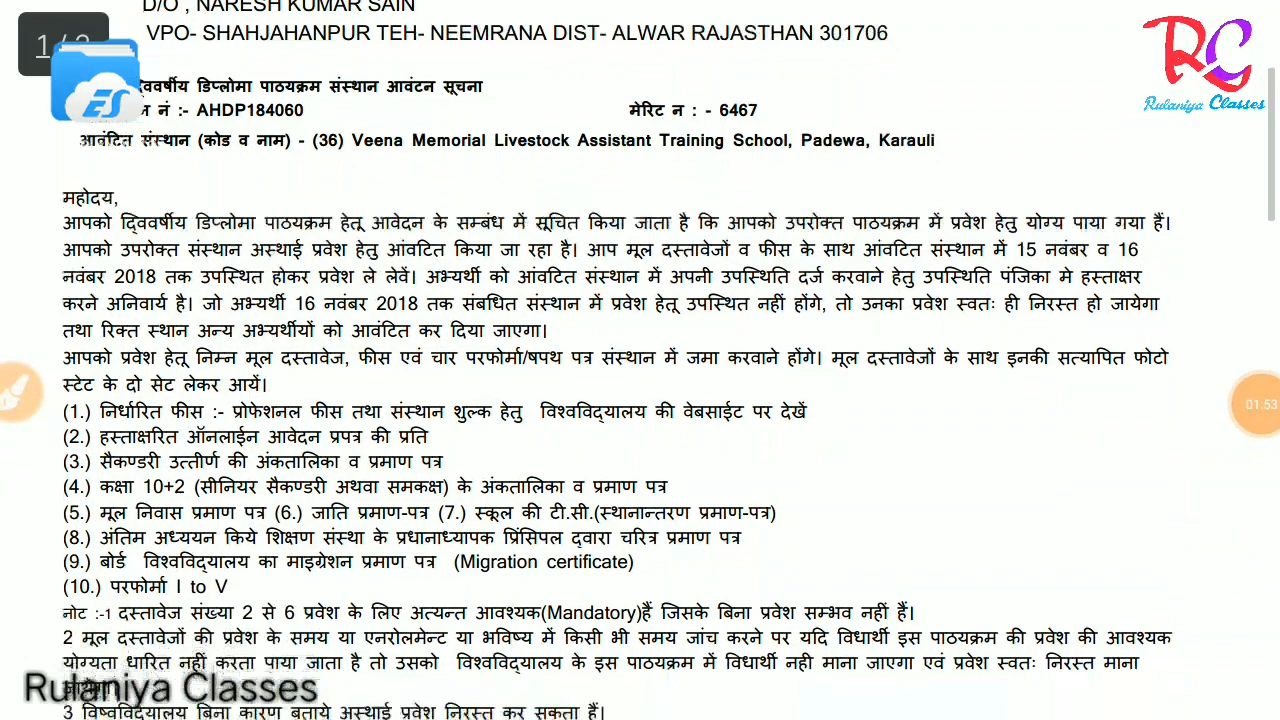 D/O , NARESH KUMAR SAIN
1/2
VPO- SHAHJAHANPUR TEH- NEEMRANA DIST- ALWAR RAJASTHAN 301706
RG
Rulaniya Classes
ES
द्विवर्षीय डिप्लोमा पाठयक्रम संस्थान आवंटन सूचना
न नं :- AHDP184060 मेरिट न : - 6467
आवंटित संस्थान (कोड व नाम) - (36) Veena Memorial Livestock Assistant Training School, Padewa, Karauli
महोदय,
आपको द्विवर्षीय डिप्लोमा पाठयक्रम हेतू आवेदन के सम्बंध में सूचित किया जाता है कि आपको उपरोक्त पाठयक्रम में प्रवेश हेतु योग्य पाया गया हैं।
आपको उपरोक्त संस्थान अस्थाई प्रवेश हेतु आंवटित किया जा रहा है। आप मूल दस्तावेजों व फीस के साथ आंवटित संस्थान में 15 नवंबर व 16
नवंबर 2018 तक उपस्थित होकर प्रवेश ले लेवें। अभ्यर्थी को आंवटित संस्थान में अपनी उपस्थिति दर्ज करवाने हेतु उपस्थिति पंजिका मे हस्ताक्षर
करने अनिवार्य है। जो अभ्यर्थी 16 नवंबर 2018 तक संबधित संस्थान में प्रवेश हेतू उपस्थित नहीं होंगे, तो उनका प्रवेश स्वतः ही निरस्त हो जायेगा
तथा रिक्त स्थान अन्य अभ्यर्थीयों को आवंटित कर दिया जाएगा।
आपको प्रवेश हेतू निम्न मूल दस्तावेज, फीस एवं चार परफोर्मा/षपथ पत्र संस्थान में जमा करवाने होंगे। मूल दस्तावेजों के साथ इनकी सत्यापित फोटो
स्टेट के दो सेट लेकर आयें।
01:53
(1.) निर्धारित फीस :- प्रोफेशनल फीस तथा संस्थान शुल्क हेतु विश्वविद्यालय की वेबसाईट पर देखें
(2.) हस्ताक्षरित ऑनलाईन आवेदन प्रपत्र की प्रति
(3.) सैकण्डरी उत्तीर्ण की अंकतालिका व प्रमाण पत्र
(4.) कक्षा 10+2 (सीनियर सैकण्डरी अथवा समकक्ष) के अंकतालिका व प्रमाण पत्र
(5.) मूल निवास प्रमाण पत्र (6.) जाति प्रमाण-पत्र (7.) स्कूल की टी.सी.(स्थानान्तरण प्रमाण-पत्र)
(8.) अंतिम अध्ययन किये शिक्षण संस्था के प्रधानाध्यापक प्रिंसिपल द्वारा चरित्र प्रमाण पत्र
(9.) बोर्ड विश्वविद्यालय का माइग्रेशन प्रमाण पत्र (Migration certificate)
(10.) परफोर्मा I to V
नोट :-1 दस्तावेज संख्या 2 से 6 प्रवेश के लिए अत्यन्त आवश्यक(Mandatory)हैं जिसके बिना प्रवेश सम्भव नहीं हैं।
2 मूल दस्तावेजों की प्रवेश के समय या एनरोलमेन्ट या भविष्य में किसी भी समय जांच करने पर यदि विधार्थी इस पाठयक्रम की प्रवेश की आवश्यक
योग्यता धारित नहीं करता पाया जाता है तो उसको विश्वविद्यालय के इस पाठयक्रम में विधार्थी नही माना जाएगा एवं प्रवेश स्वतः निरस्त माना
जायेगा।
Rulaniya Classes
3 विष्वविद्यालय बिना कारण बताये अस्थाई प्रवेश निरस्त कर सकता हैं।